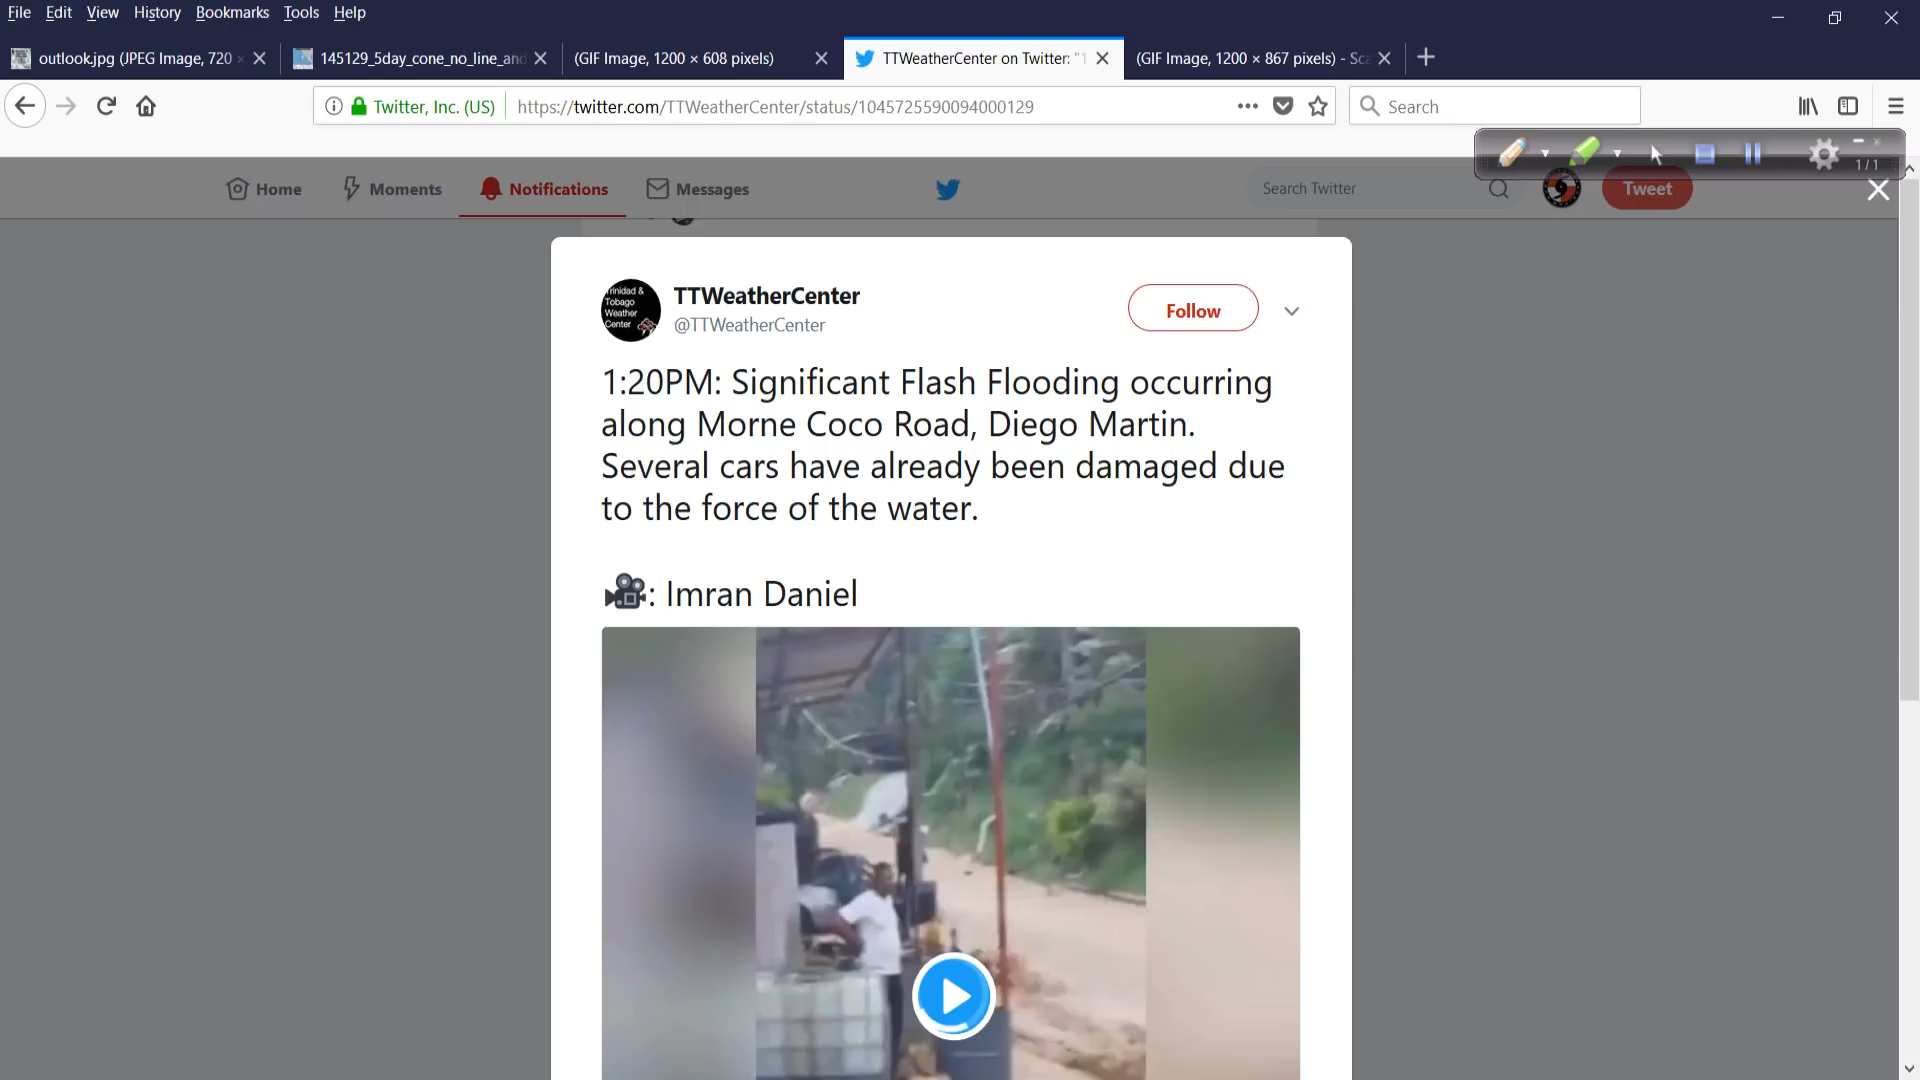 File Edit View History Bookmarks Tools Help
outlook.jpg (JPEG Image, 720 × 145129_5day_cone_no_line_and (GIF Image, 1200 × 608 pixels) TTWeatherCenter on Twitter: "1 (GIF Image, 1200 × 867 pixels) - Sca
Twitter, Inc. (US) https://twitter.com/TTWeatherCenter/status/1045725590094000129 Search
1/1
Home Moments Notifications Messages Search Twitter Tweet
Trinidad &
Tobago
Weather
Center
TTWeatherCenter
@TTWeatherCenter
Follow
1:20PM: Significant Flash Flooding occurring
along Morne Coco Road, Diego Martin.
Several cars have already been damaged due
to the force of the water.
: Imran Daniel